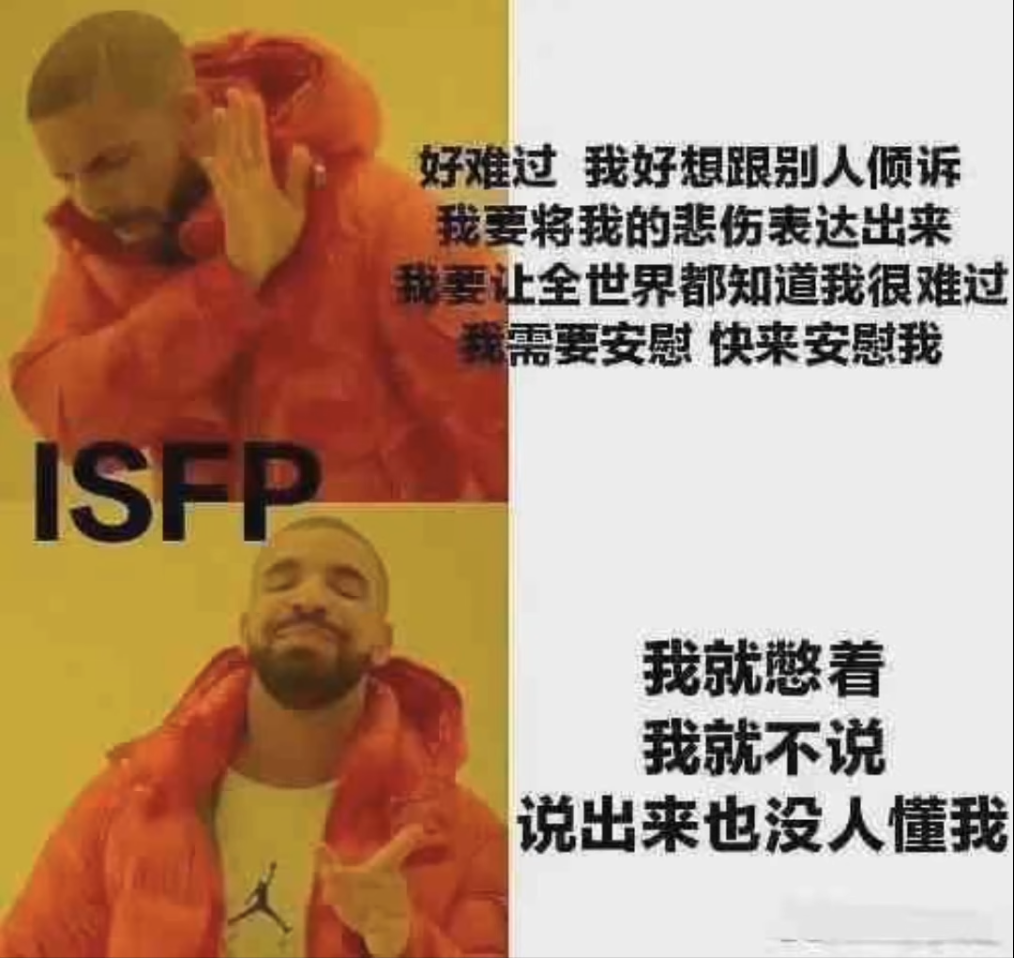 好难过 我好想跟别人倾诉
我要将我的悲伤表达出来
我要让全世界都知道我很难过
我需要安慰 快来安慰我
ISFP
我就憋着
我就不说
说出来也没人懂我